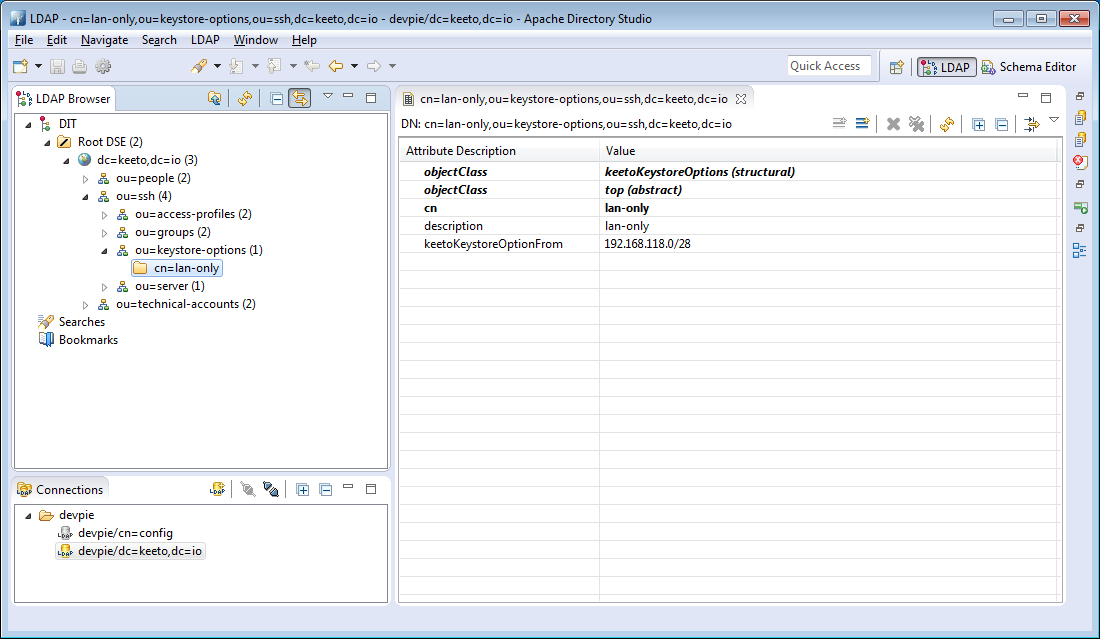 LDAP - cn=lan-only,ou=keystore-options,ou=ssh,dc=keeto,dc=io - devpie/dc=keeto,dc=io - Apache Directory Studio
File Edit Navigate Search LDAP Window Help
Quick Access LDAP Schema Editor
LDAP Browser
DIT
Root DSE (2)
dc=keeto,dc=io (3)
ou=people (2)
ou=ssh (4)
ou=access-profiles (2)
ou=groups (2)
ou=keystore-options (1)
cn=lan-only
ou=server (1)
ou=technical-accounts (2)
Searches
Bookmarks
cn=lan-only,ou=keystore-options,ou=ssh,dc=keeto,dc=io
DN: cn=lan-only,ou=keystore-options,ou=ssh,dc=keeto,dc=io
Attribute Description Value
objectClass keetoKeystoreOptions (structural)
objectClass top (abstract)
cn lan-only
description lan-only
keetoKeystoreOptionFrom 192.168.118.0/28
LDAP Connections LDAP
devpie
LDAP devpie/cn=config
LDAP devpie/dc=keeto,dc=io